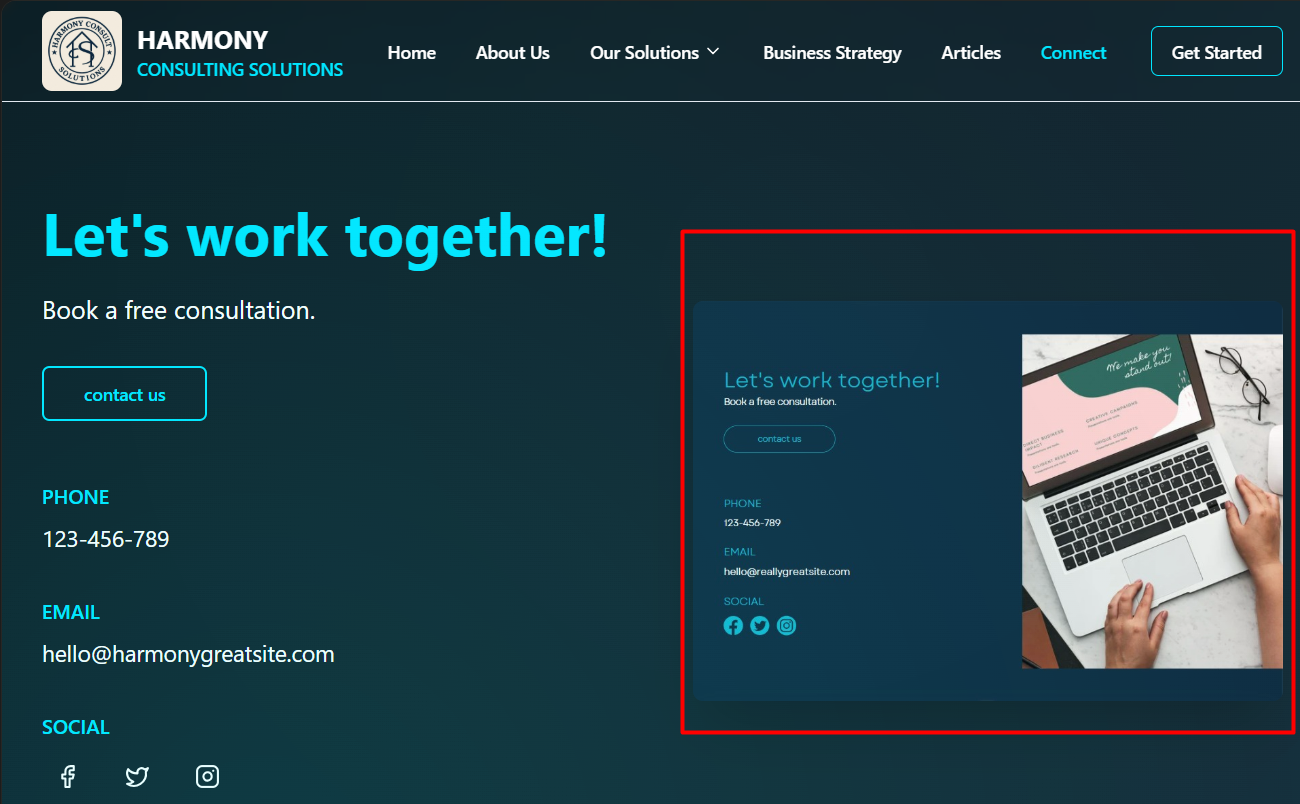 HARMONY CONSULT
SOLUTIONS
HARMONY
CONSULTING SOLUTIONS
Home
About Us
Our Solutions
Business Strategy
Articles
Connect
Get Started
Let's work together!
Book a free consultation.
contact us
PHONE
123-456-789
EMAIL
hello@harmonygreatsite.com
SOCIAL
Let's work together!
Book a free consultation.
contact us
PHONE
123-456-789
EMAIL
hello@reallygreatsite.com
SOCIAL
We make you
stand out!
CREATIVE CAMPAIGNS
DIRECT BUSINESS
IMPACT
UNIQUE CONCEPTS
DILIGENT RESEARCH